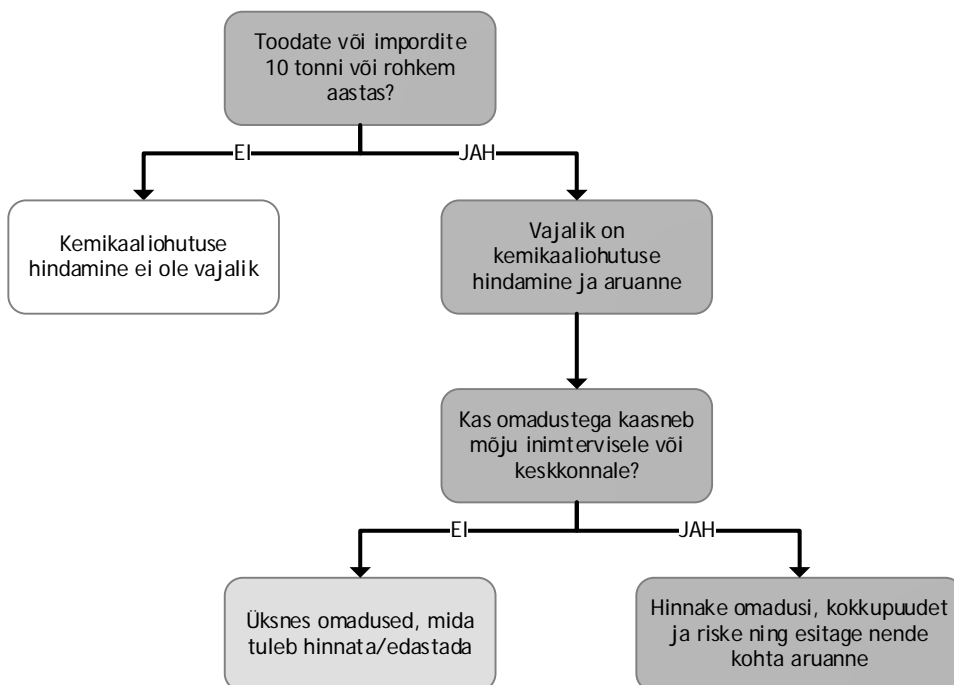 Toodate või impordite
10 tonni või rohkem
aastas?
EI
JAH
Kemikaaliohutuse
hindamine ei ole vajalik
Vajalik on
kemikaaliohutuse
hindamine ja aruanne
Kas omadustega kaasneb
mõju inimtervisele või
keskkonnale?
EI
JAH
Üksnes omadused, mida
tuleb hinnata/edastada
Hinnake omadusi, kokkupuudet
ja riske ning esitage nende
kohta aruanne